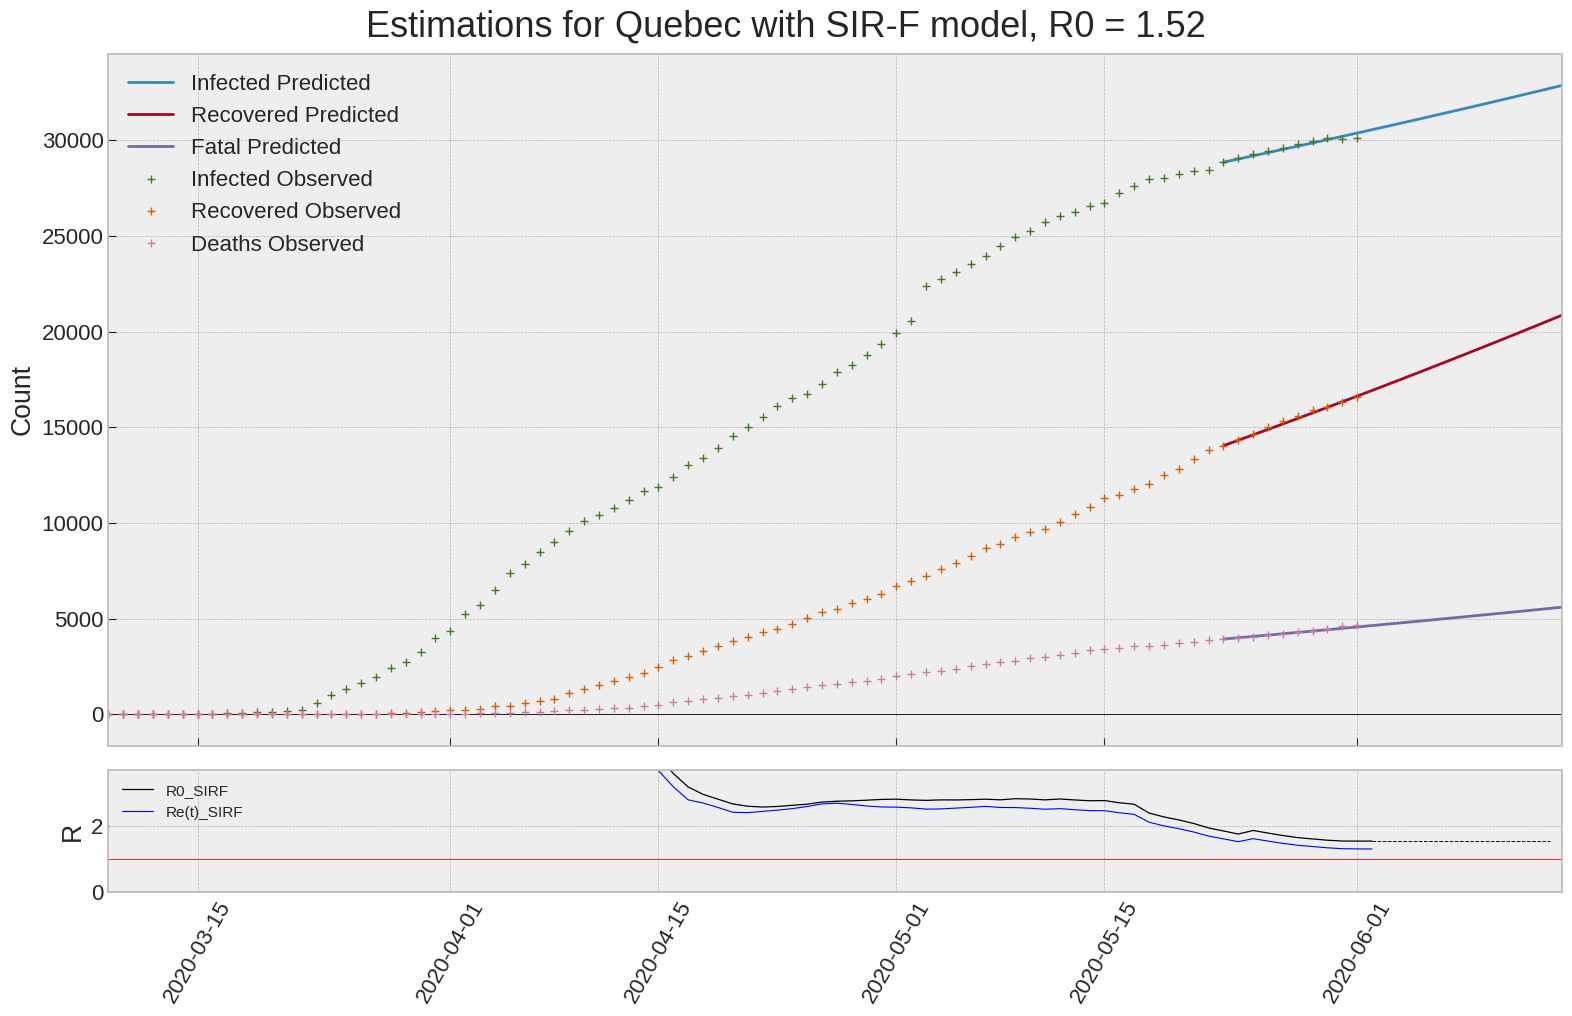 Estimations for Quebec with SIR-F model, R0 = 1.52
Infected Predicted
Recovered Predicted
Fatal Predicted
Infected Observed
Recovered Observed
Deaths Observed
Count
30000
25000
20000
15000
10000
5000
0
R0_SIRF
Re(t)_SIRF
R
2
0
2020-03-15
2020-04-01
2020-04-15
2020-05-01
2020-05-15
2020-06-01